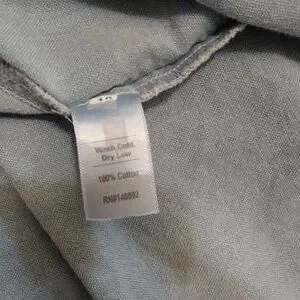 Wash Cold,
Dry Low
100% Cotton
RN#140892